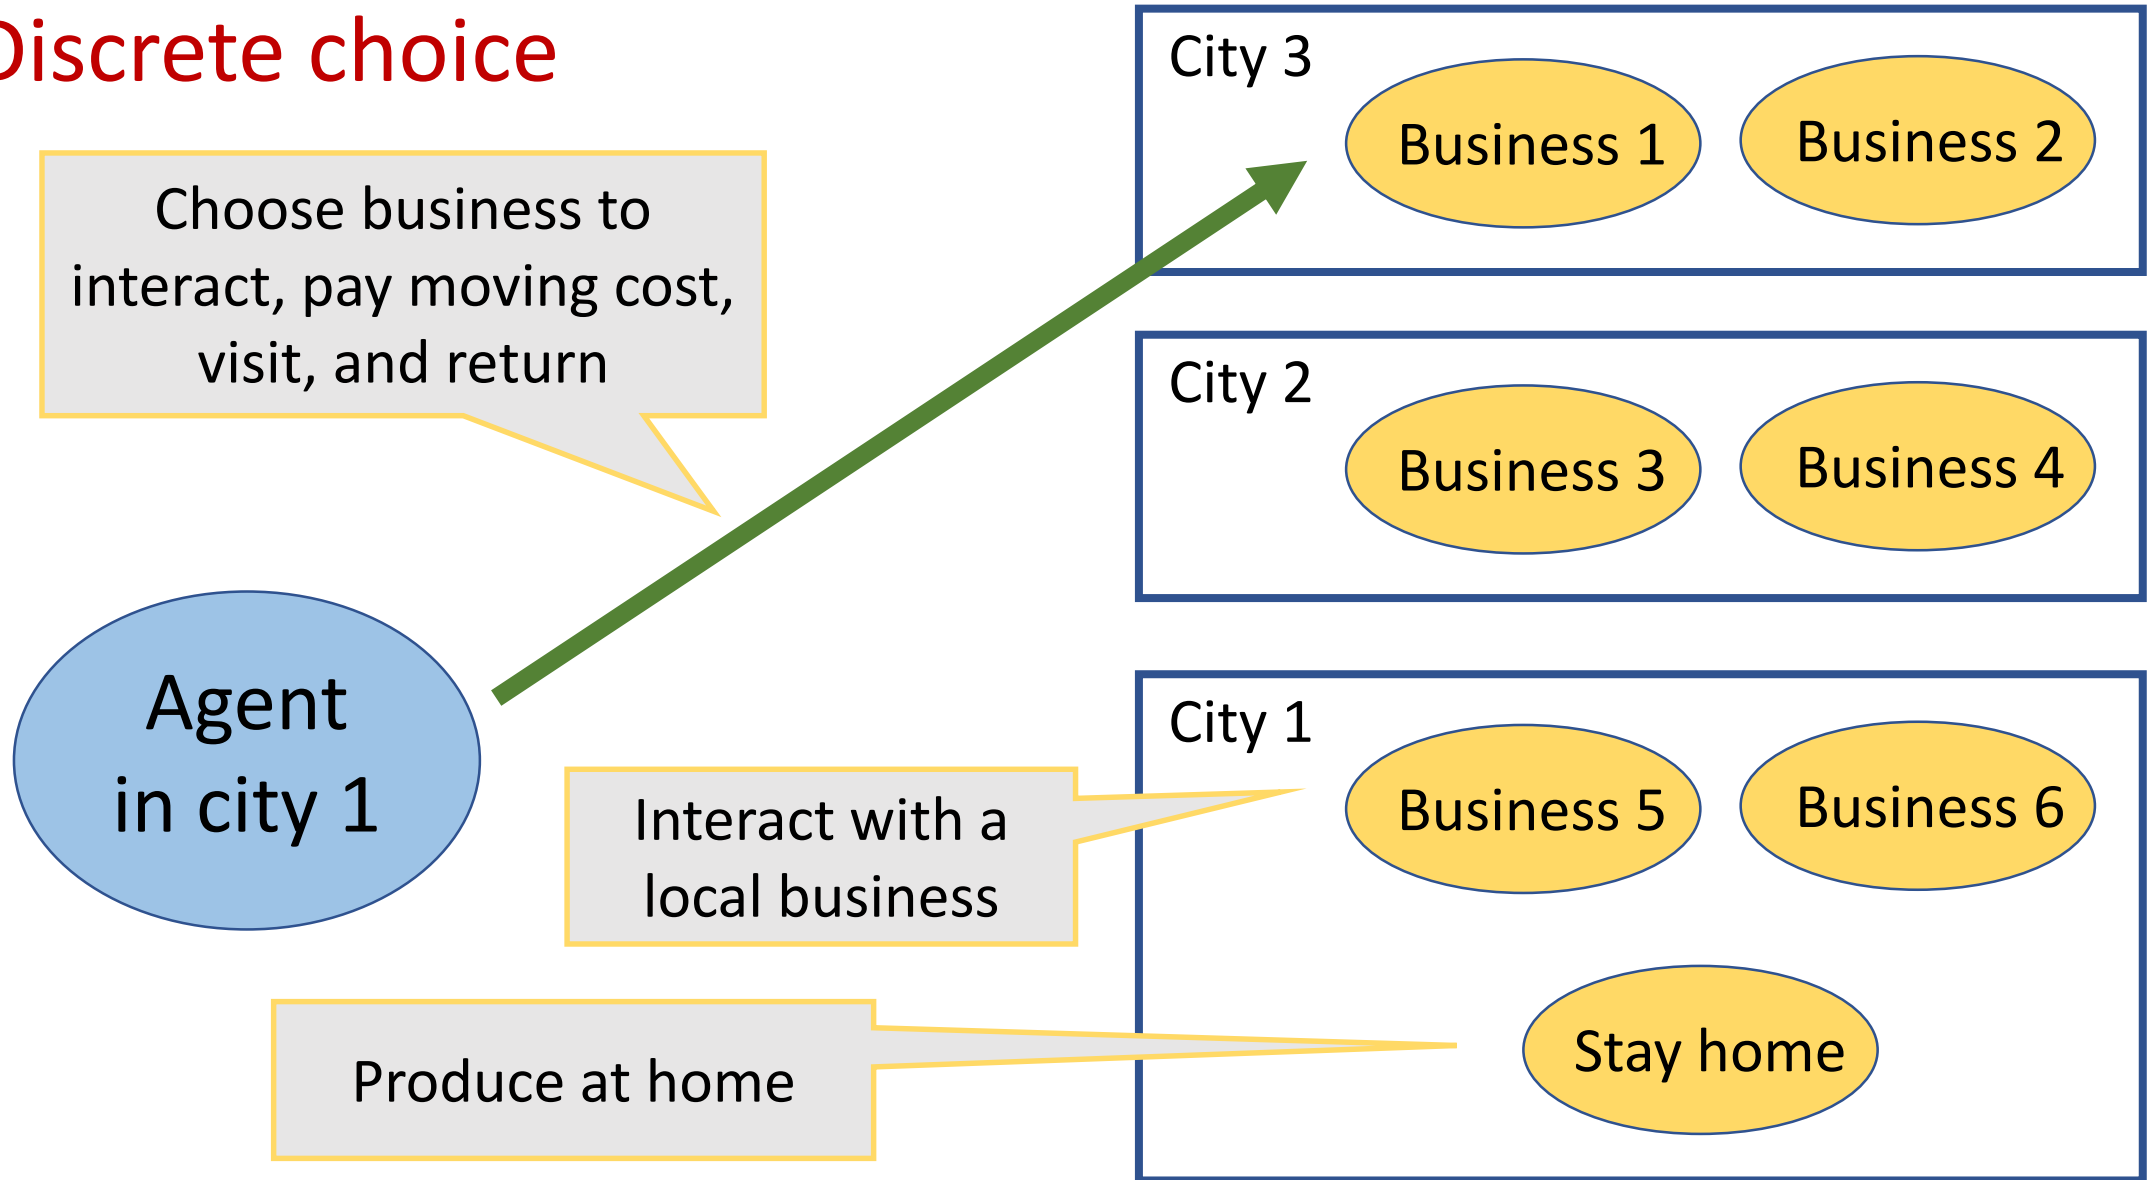 Discrete choice
Choose business to
interact, pay moving cost,
visit, and return
Agent
in city 1
Interact with a
local business
Produce at home
City 3
Business 1
Business 2
City 2
Business 3
Business 4
City 1
Business 5
Business 6
Stay home